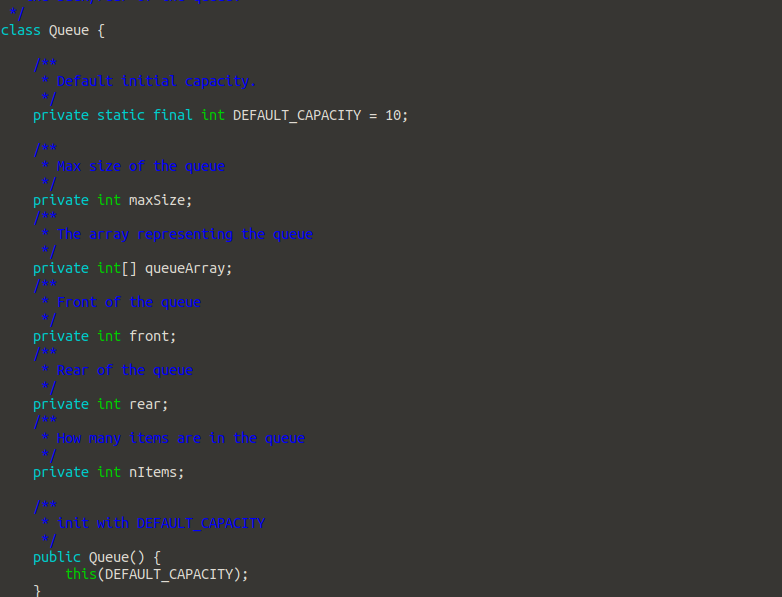 */
class Queue {
/**
* Default initial capacity.
*/
private static final int DEFAULT_CAPACITY = 10;
/**
* Max size of the queue
*/
private int maxSize;
/**
* The array representing the queue
*/
private int[] queueArray;
/**
* Front of the queue
*/
private int front;
/**
* Rear of the queue
*/
private int rear;
/**
* How many items are in the queue
*/
private int nItems;
/**
* init with DEFAULT_CAPACITY
*/
public Queue() {
this(DEFAULT_CAPACITY);
}